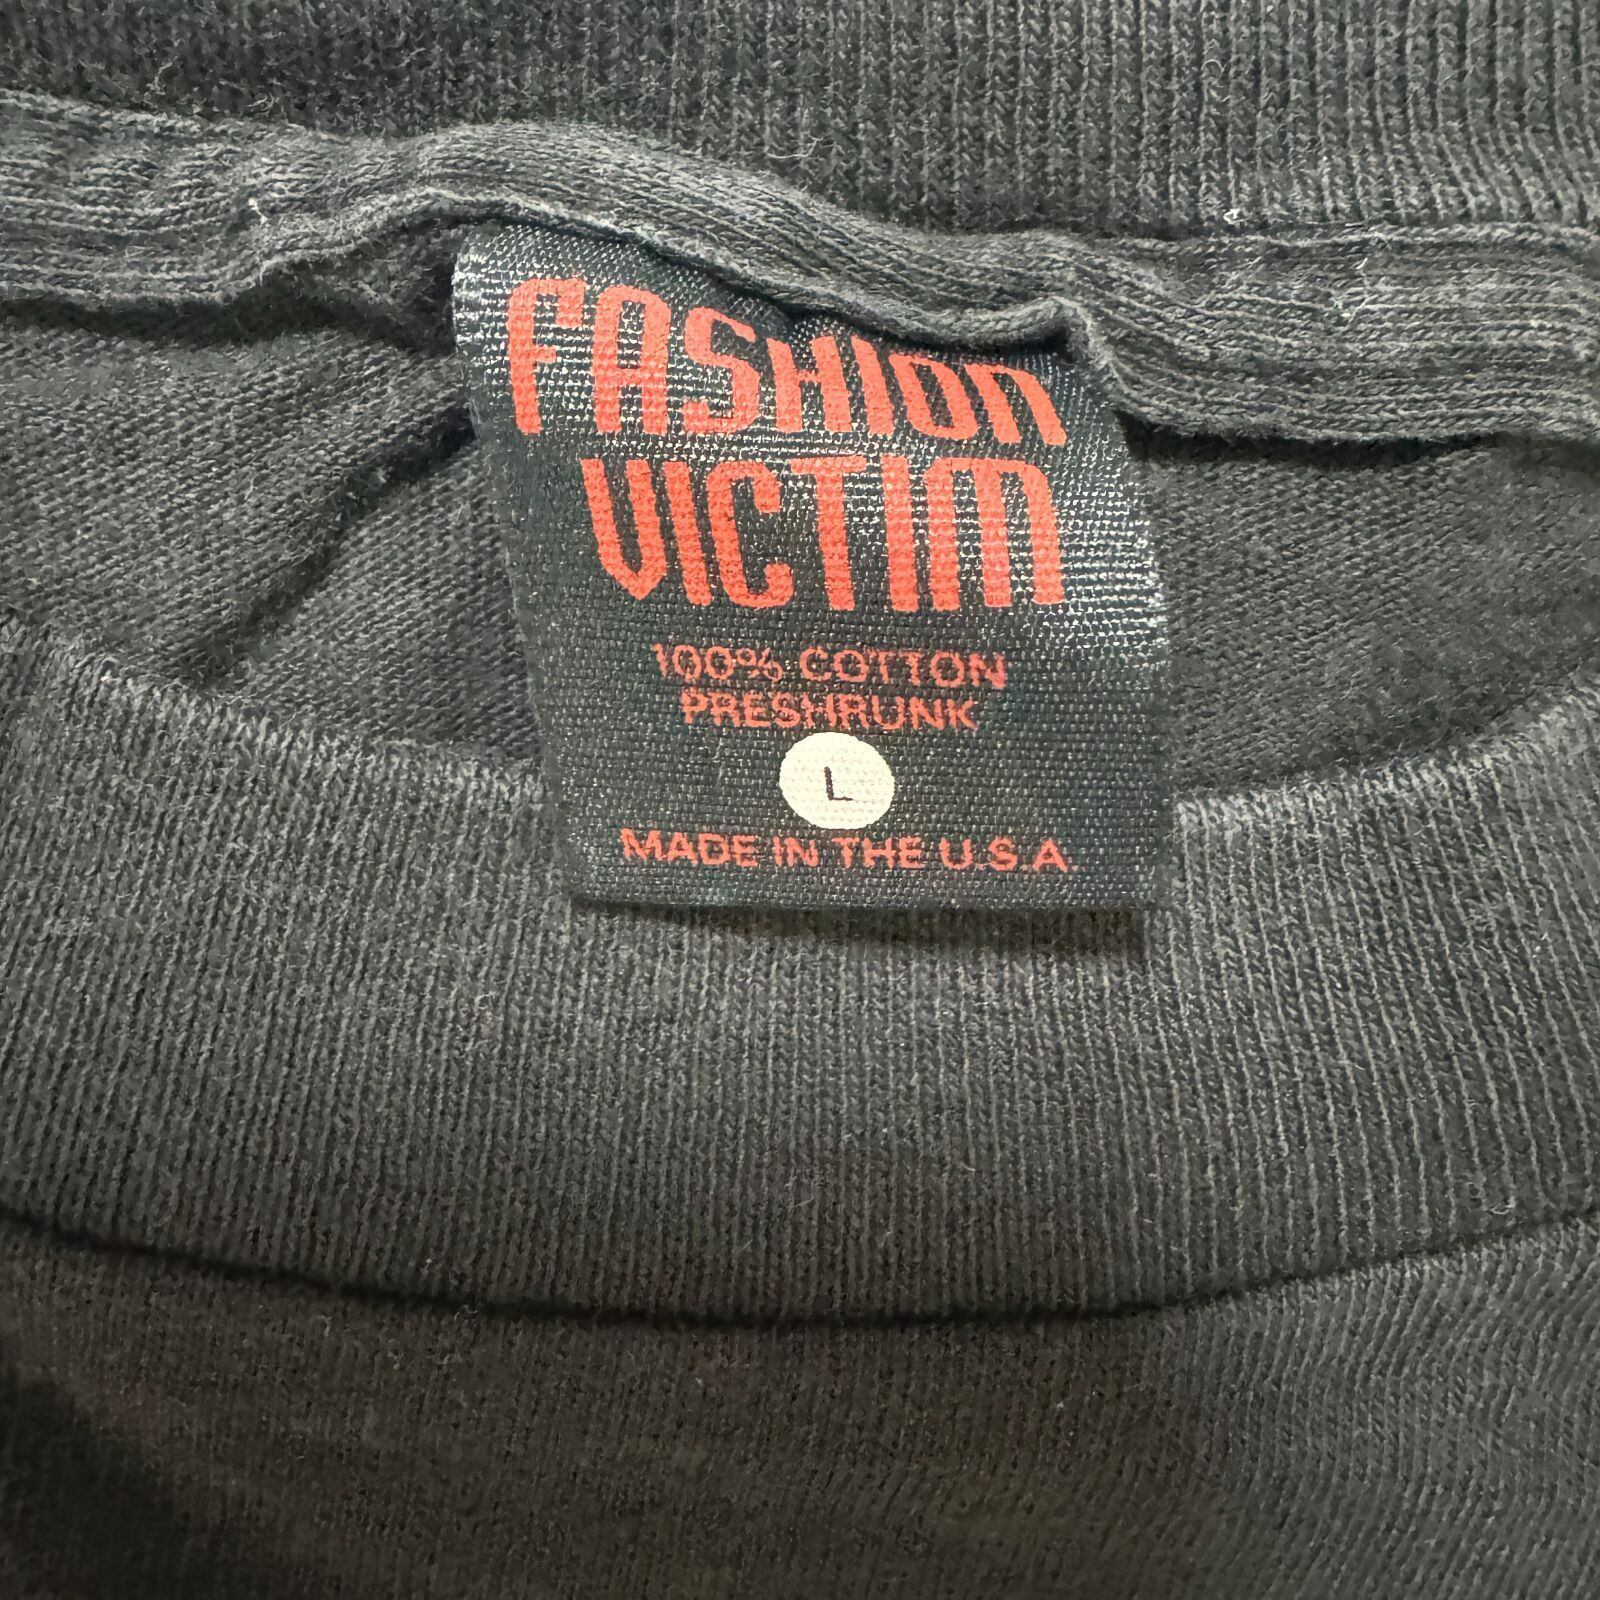 FASHION
VICTIM
100% COTTON
PRESHRUNK
L
MADE IN THE U.S.A.